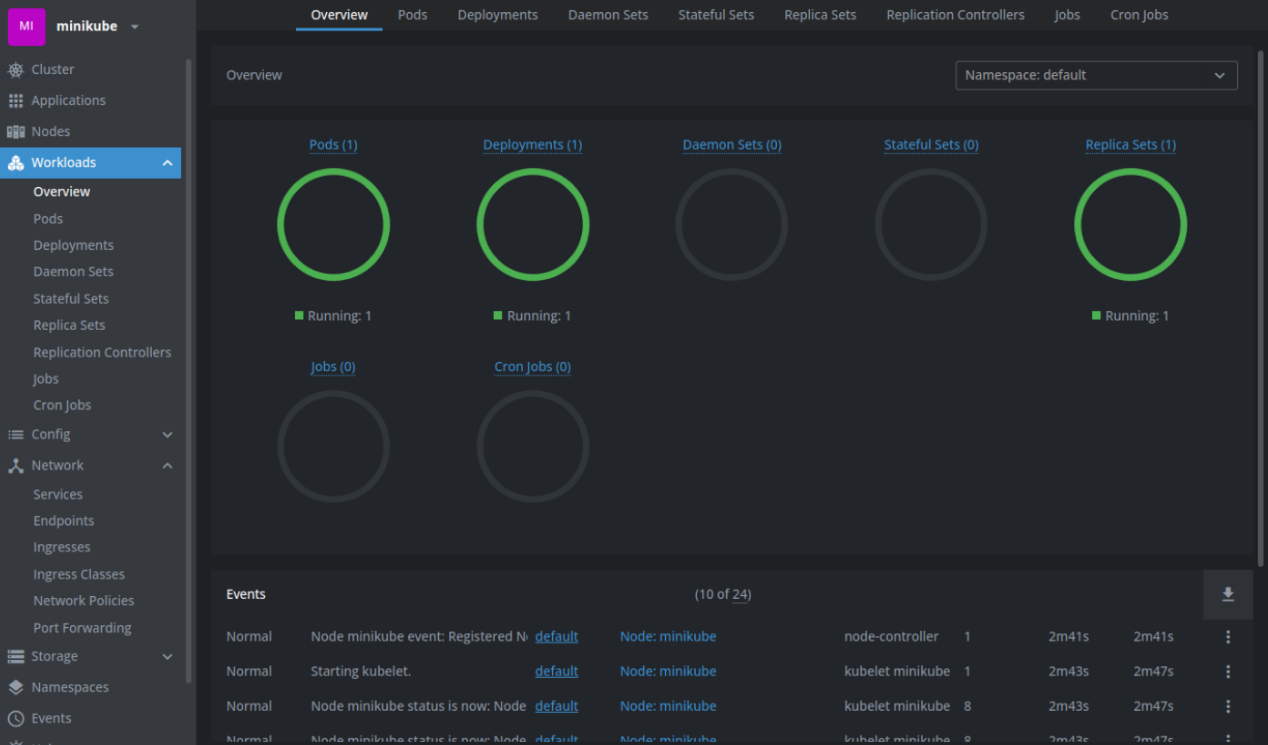 MI minikube
Overview Pods Deployments Daemon Sets Stateful Sets Replica Sets Replication Controllers Jobs Cron Jobs
Cluster
Applications
Nodes
Workloads
Overview
Pods
Deployments
Daemon Sets
Stateful Sets
Replica Sets
Replication Controllers
Jobs
Cron Jobs
Config
Network
Services
Endpoints
Ingresses
Ingress Classes
Network Policies
Port Forwarding
Storage
Namespaces
Events
Overview Namespace: default
Pods (1) Deployments (1) Daemon Sets (0) Stateful Sets (0) Replica Sets (1)
Running: 1 Running: 1 Running: 1
Jobs (0) Cron Jobs (0)
Events (10 of 24)
Normal Node minikube event: Registered default Node: minikube node-controller 1 2m41s 2m41s
Normal Starting kubelet. default Node: minikube kubelet minikube 1 2m43s 2m47s
Normal Node minikube status is now: Node default Node: minikube kubelet minikube 8 2m43s 2m47s
Normal Node minikube status is now: Node default Node: minikube kubelet minikube 8 2m43s 2m47s